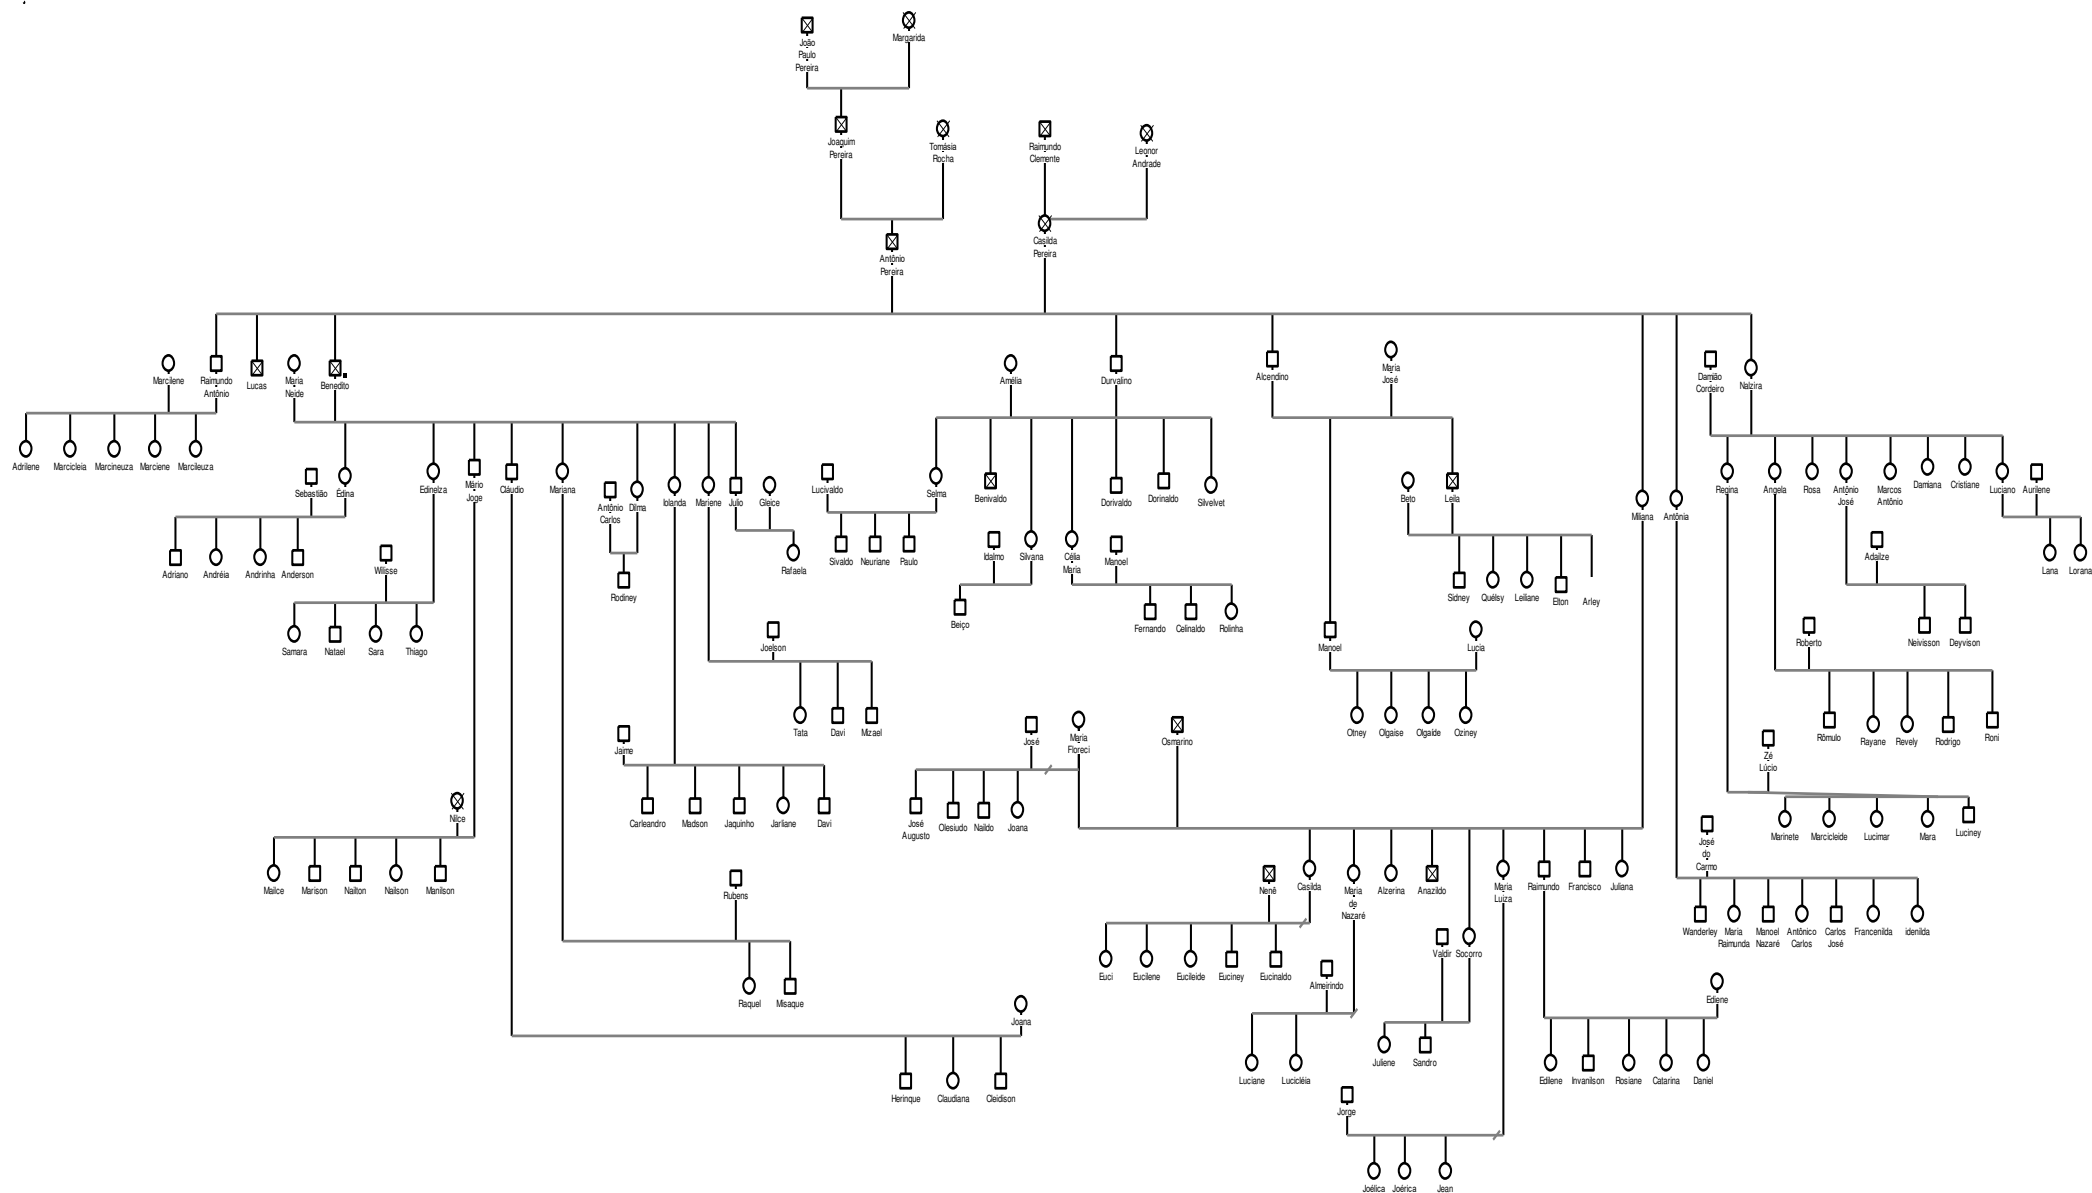 João
Paulo
Pereira
Margarida
Joaquim
Pereira
Tomásia
Rocha
Raimundo
Clemente
Leonor
Andrade
Antônio
Pereira
Casilda
Pereira
Marcilene
Raimundo
Antônio
Lucas
Maria
Neide
Benedito
Amélia
Durvalino
Alcendino
Maria
José
Damião
Cordeiro
Nalzira
Adrilene
Marcicleia
Marcineuza
Marciene
Marcileuza
Sebastião
Édina
Edinelza
Mário
Joge
Cláudio
Mariana
Antônio
Carlos
Dilma
Iolanda
Mariene
Julio
Gleice
Lucivaldo
Selma
Benivaldo
Dorivaldo
Dorinaldo
Silvelvet
Beto
Leila
Miliana
Antônia
Regina
Angela
Rosa
Antônio
José
Marcos
Antônio
Damiana
Cristiane
Luciano
Aurilene
Adriano
Andréia
Andrinha
Anderson
Wilisse
Rodiney
Rafaela
Sivaldo
Neuriane
Paulo
Idalmo
Silvana
Célia
Maria
Manoel
Sidney
Quélsy
Leiliane
Elton
Arley
Adailze
Lana
Lorana
Samara
Natael
Sara
Thiago
Joelson
Beiço
Fernando
Celinaldo
Rolinha
Manoel
Lucia
Roberto
Neivisson
Deyvison
Tata
Davi
Mizael
Otney
Olgaise
Olgaide
Oziney
Rômulo
Rayane
Revely
Rodrigo
Roni
Jaime
José
Maria
Floreci
Osmarino
Zé
Lúcio
Nilce
Carleandro
Madson
Jaquinho
Jarliane
Davi
José
Augusto
Olesiudo
Naildo
Joana
Marinete
Marcicleide
Lucimar
Mara
Luciney
José
do
Carmo
Mailce
Marison
Nailton
Nailson
Manilson
Rubens
Nenê
Casilda
Maria
de
Nazaré
Alzerina
Anazildo
Maria
Luiza
Raimundo
Francisco
Juliana
Wanderley
Maria
Raimunda
Manoel
Nazaré
Antônico
Carlos
Carlos
José
Francenilda
idenilda
Valdir
Socorro
Euci
Eucilene
Eucileide
Euciney
Eucinaldo
Almeirindo
Raquel
Misaque
Ediene
Joana
Juliene
Sandro
Luciane
Lucicléia
Edilene
Invanilson
Rosiane
Catarina
Daniel
Herinque
Claudiana
Cleidison
Jorge
Joélica
Joérica
Jean